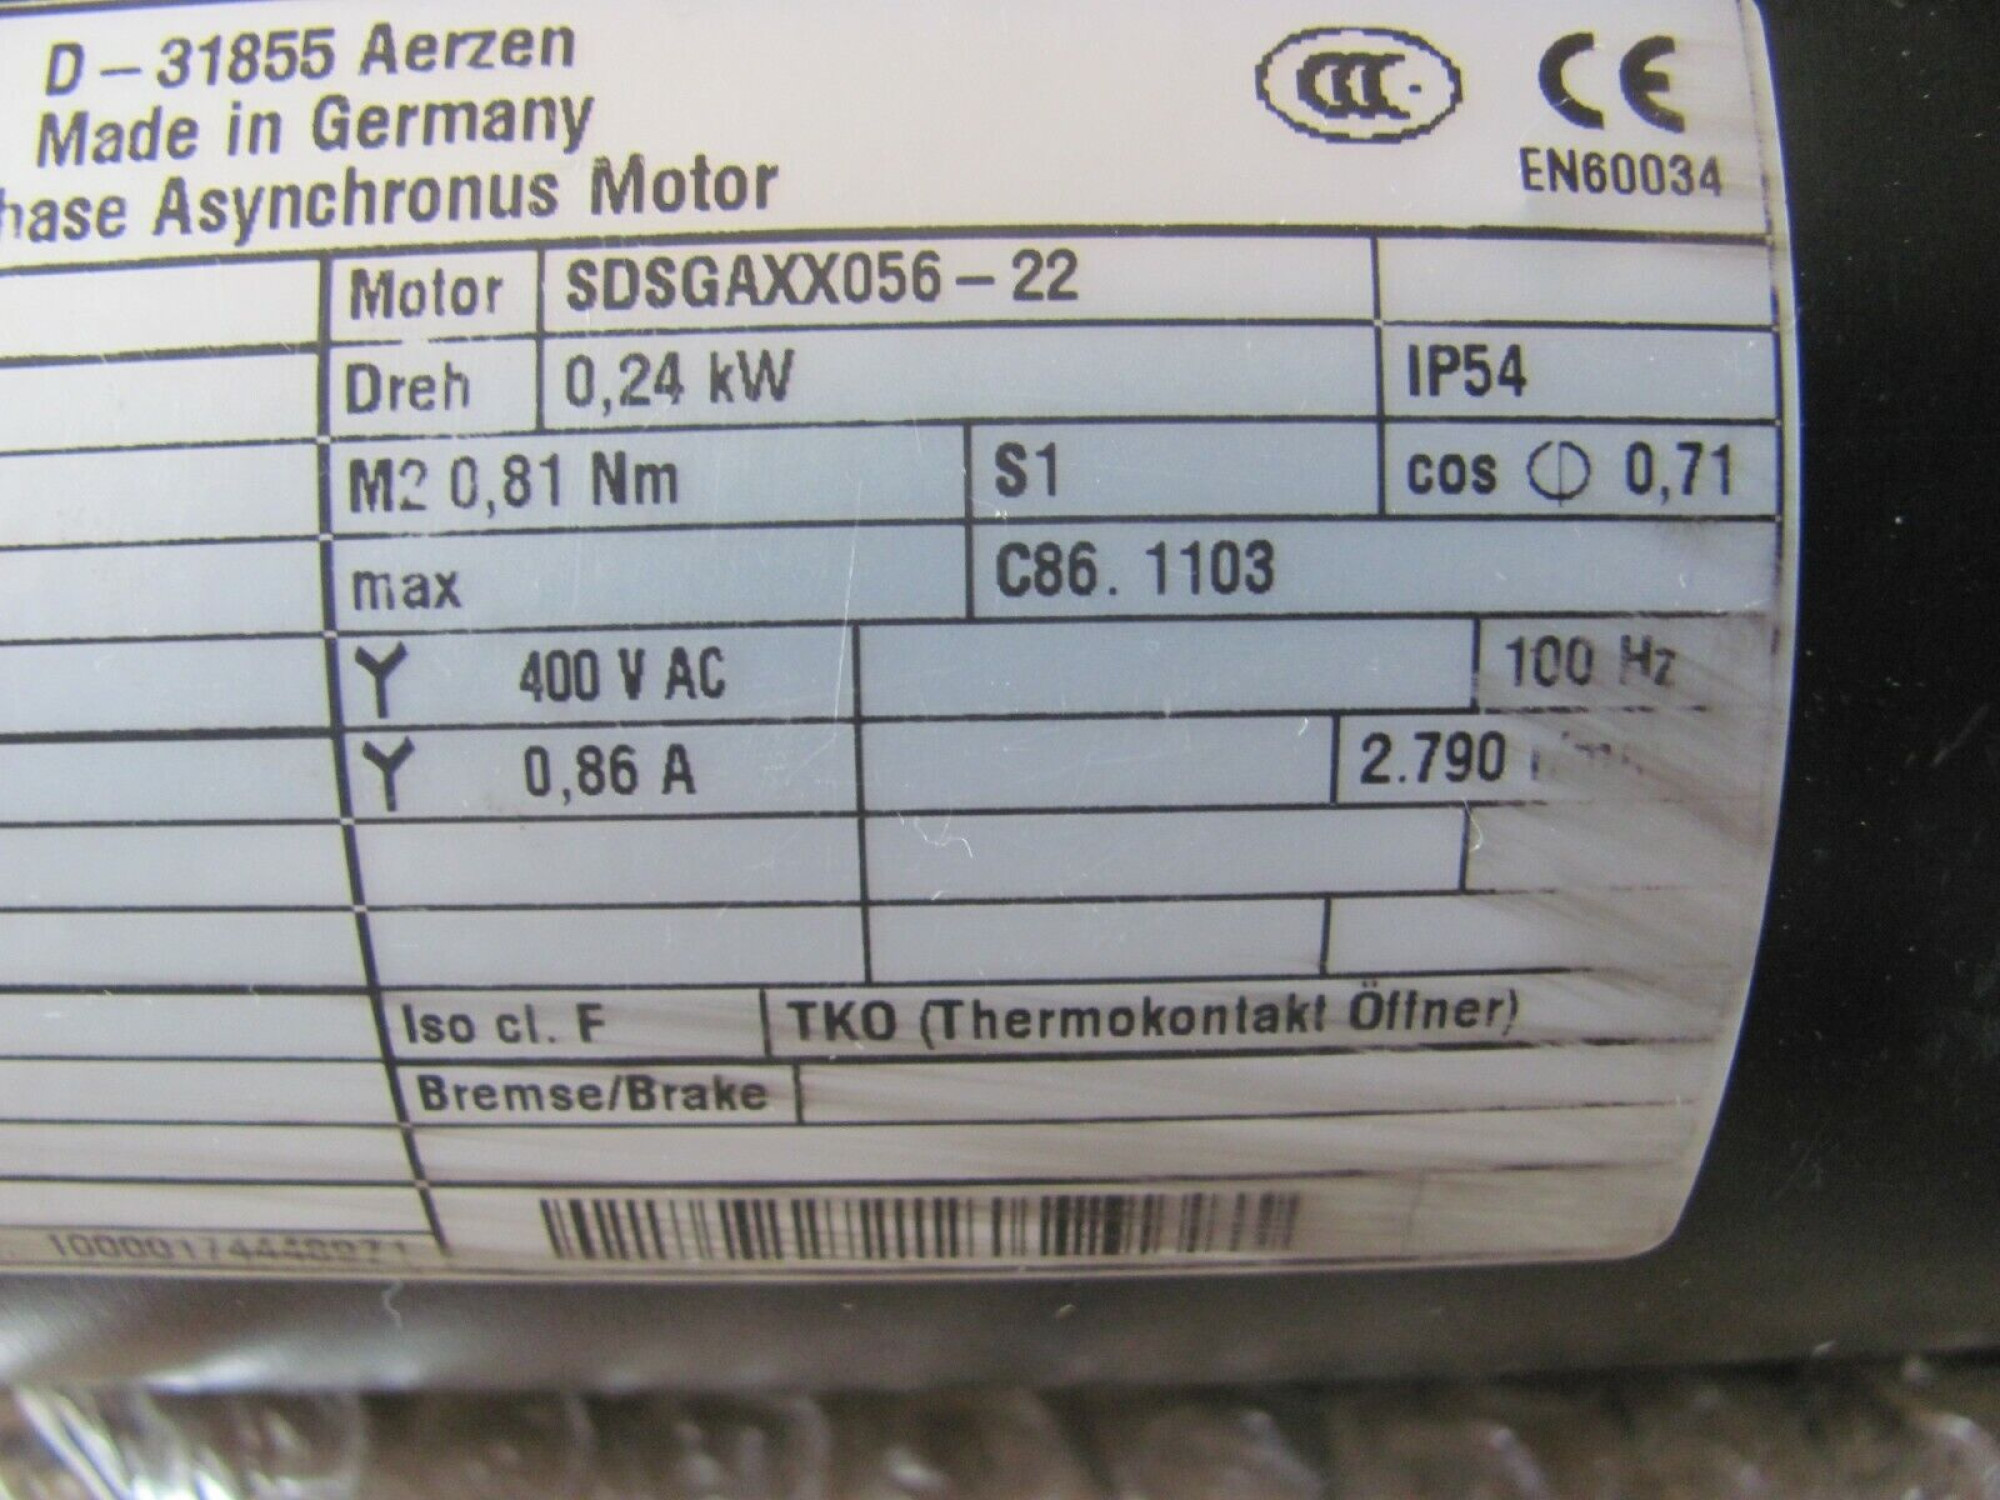 D – 31855 Aerzen
Made in Germany
CCC CE
EN60034
Asynchronus Motor
Motor SDSGAXX056 – 22
Dreh 0,24 kW IP54
M2 0,81 Nm S1 cos Φ 0,71
max C86. 1103
Y 400 V AC 100 Hz
Y 0,86 A 2.790
Iso cl. F TKO (Thermokontakt Öffner)
Bremse/Brake